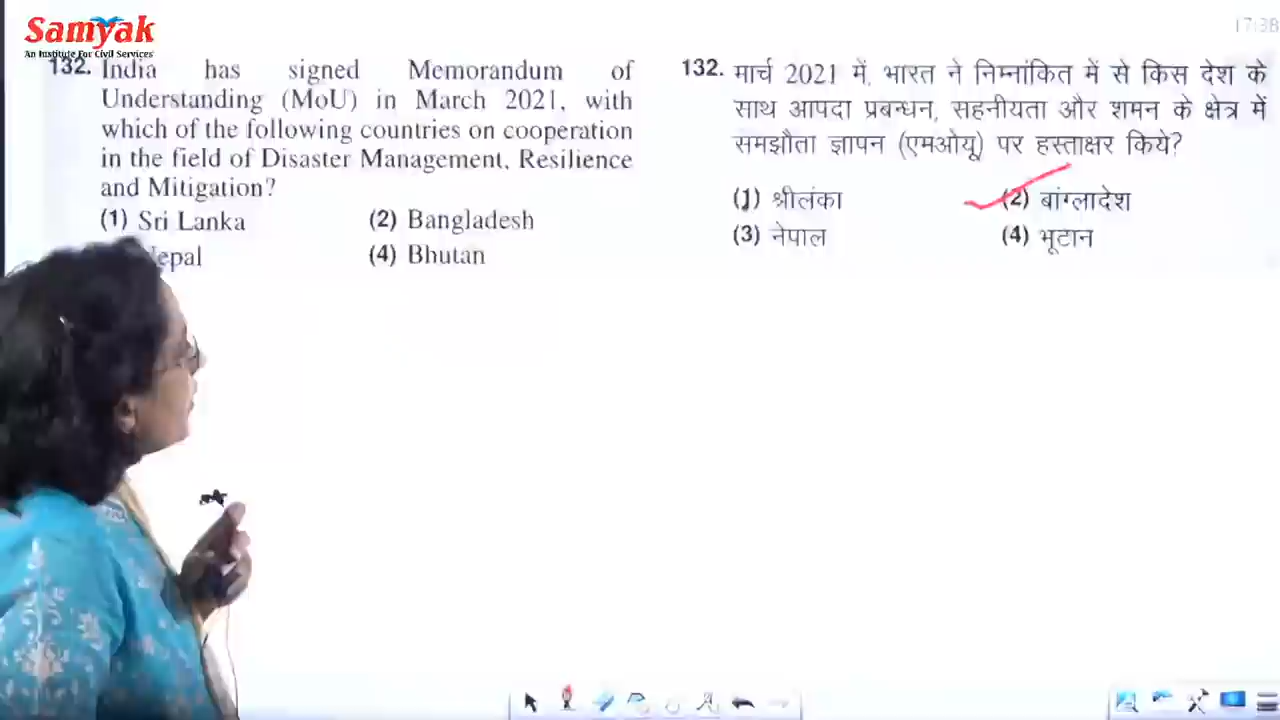 Samyak
An Institute For Civil Services
17:38
132. India has signed Memorandum of
Understanding (MoU) in March 2021, with
which of the following countries on cooperation
in the field of Disaster Management, Resilience
and Mitigation?
(1) Sri Lanka (2) Bangladesh
Nepal (4) Bhutan
132. मार्च 2021 में, भारत ने निम्नांकित में से किस देश के
साथ आपदा प्रबन्धन, सहनीयता और शमन के क्षेत्र में
समझौता ज्ञापन (एमओयू) पर हस्ताक्षर किये?
(1) श्रीलंका (2) बांग्लादेश
(3) नेपाल (4) भूटान